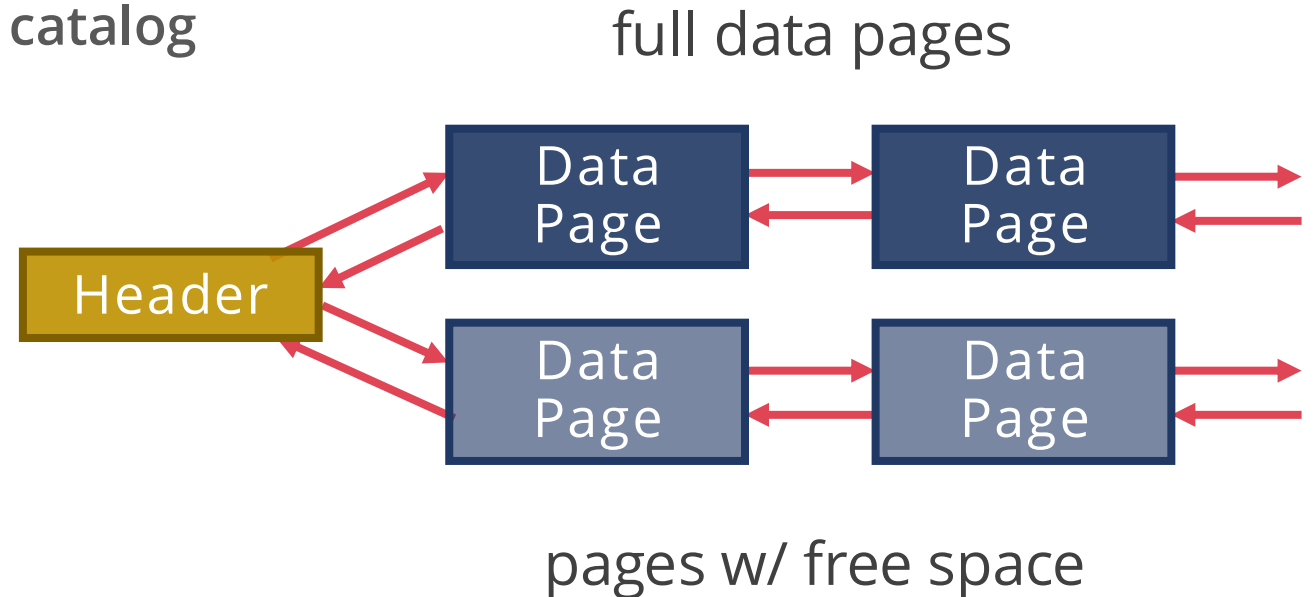 catalog
full data pages
Data
Page
Data
Page
Header
Data
Page
Data
Page
pages w/ free space